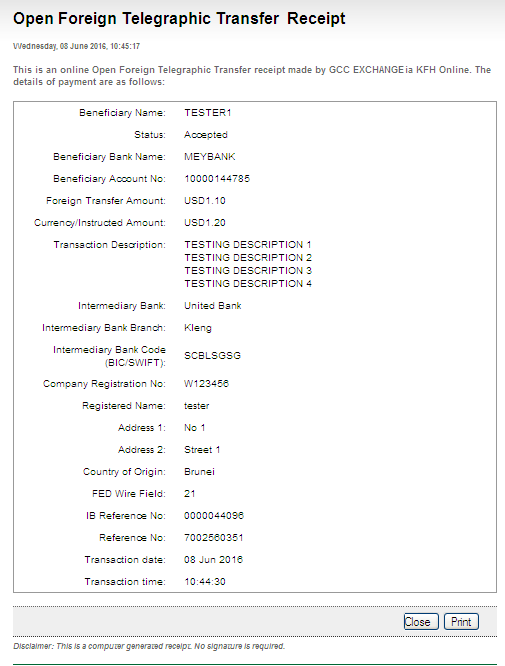 Open Foreign Telegraphic Transfer Receipt
Wednesday, 08 June 2016, 10:45:17
This is an online Open Foreign Telegraphic Transfer receipt made by GCC EXCHANGEia KFH Online. The
details of payment are as follows:
Beneficiary Name: TESTER1
Status: Accepted
Beneficiary Bank Name: MEYBANK
Beneficiary Account No: 10000144785
Foreign Transfer Amount: USD1.10
Currency/Instructed Amount: USD1.20
Transaction Description: TESTING DESCRIPTION 1
TESTING DESCRIPTION 2
TESTING DESCRIPTION 3
TESTING DESCRIPTION 4
Intermediary Bank: United Bank
Intermediary Bank Branch: Kleng
Intermediary Bank Code
(BIC/SWIFT): SCBLSGSG
Company Registration No: W123456
Registered Name: tester
Address 1: No 1
Address 2: Street 1
Country of Origin: Brunei
FED Wire Field: 21
IB Reference No: 0000044096
Reference No: 7002560351
Transaction date: 08 Jun 2016
Transaction time: 10:44:30
Close Print
Disclaimer: This is a computer generated receipt. No signature is required.